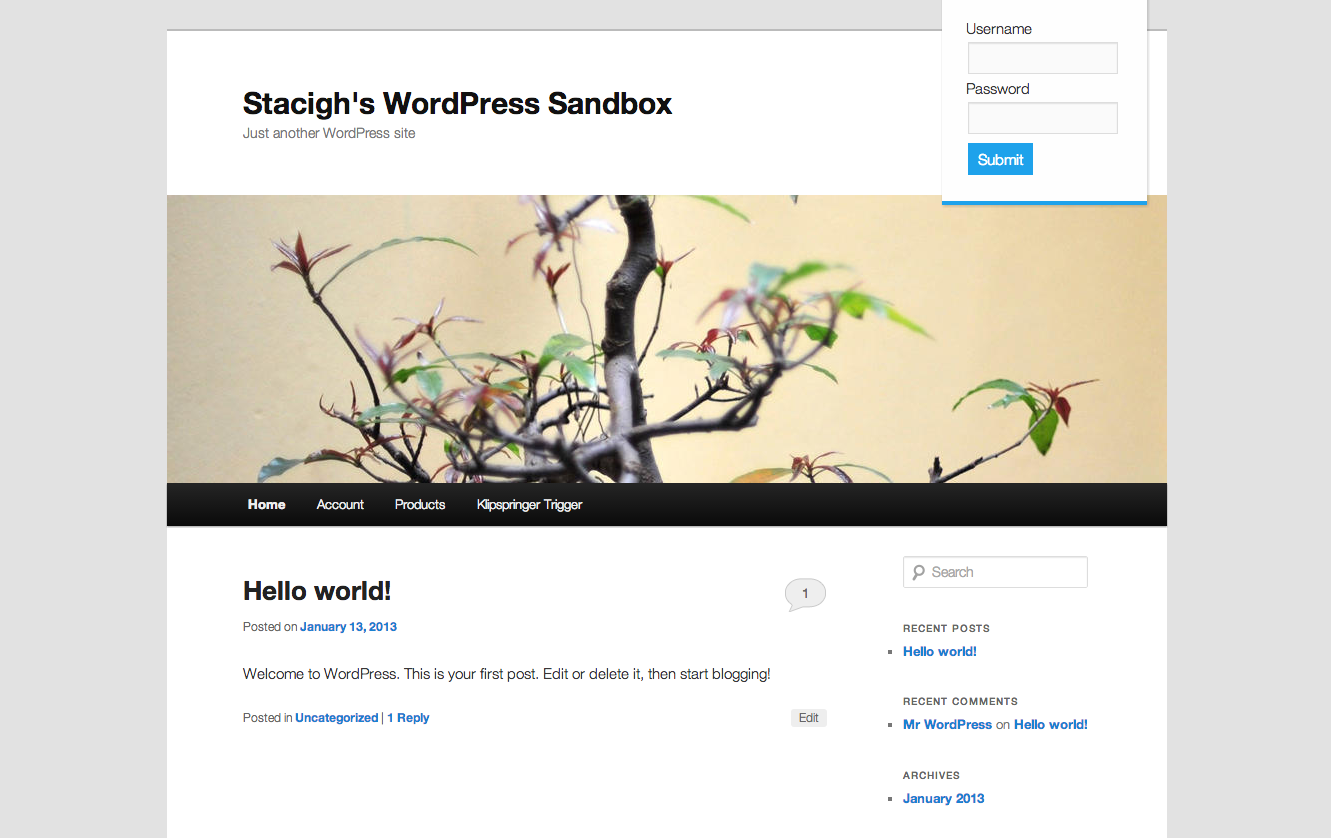 Username
Password
Submit
Stacigh's WordPress Sandbox
Just another WordPress site
Home Account Products Klipspringer Trigger
Hello world!
1
Posted on January 13, 2013
Welcome to WordPress. This is your first post. Edit or delete it, then start blogging!
Posted in Uncategorized | 1 Reply
Edit
Search
RECENT POSTS
Hello world!
RECENT COMMENTS
Mr WordPress on Hello world!
ARCHIVES
January 2013